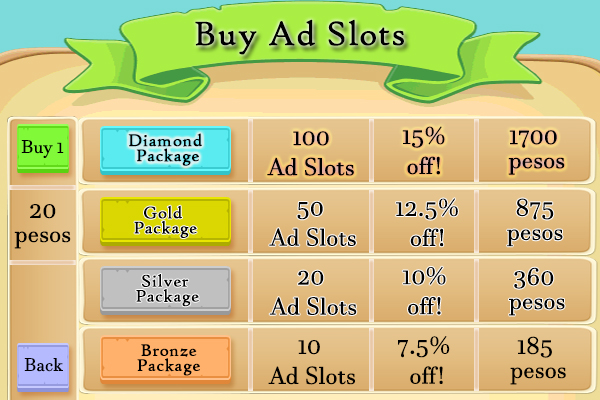 Buy Ad Slots
Buy 1
20
pesos
Back
Diamond
Package
100
Ad Slots
15%
off!
1700
pesos
Gold
Package
50
Ad Slots
12.5%
off!
875
pesos
Silver
Package
20
Ad Slots
10%
off!
360
pesos
Bronze
Package
10
Ad Slots
7.5%
off!
185
pesos